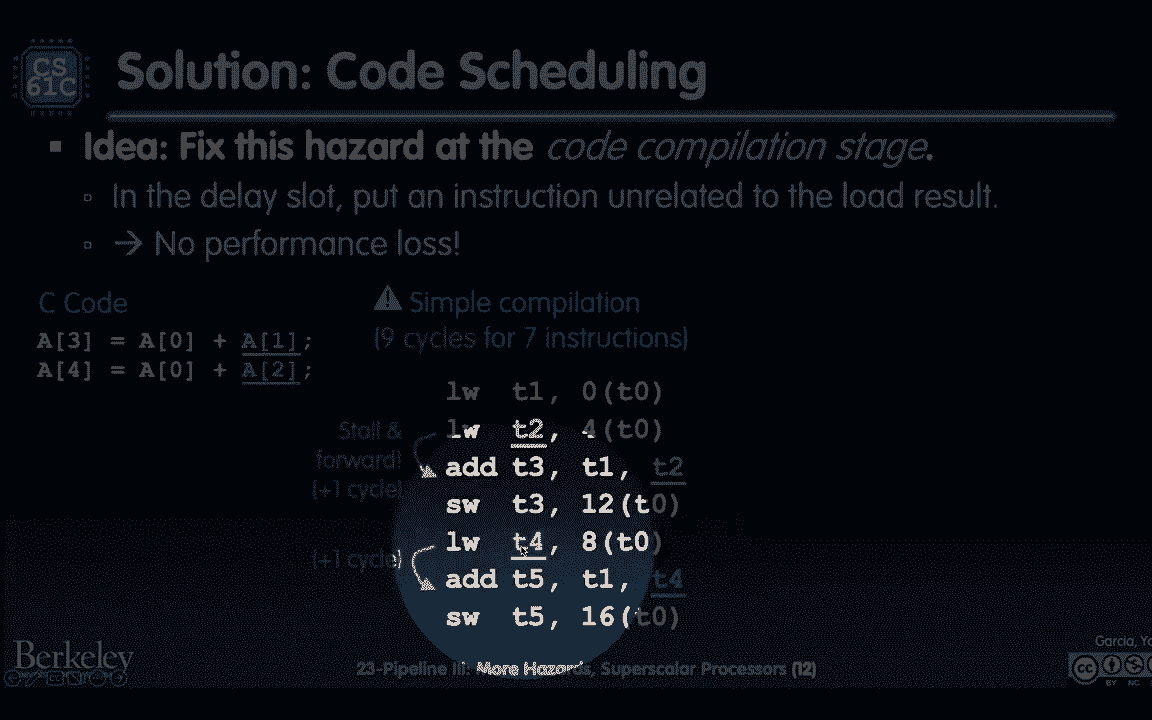 CS
61C
Solution: Code Scheduling
Idea: Fix this hazard at the code compilation stage.
In the delay slot, put an instruction unrelated to the load result.
→ No performance loss!
C Code
A[3] = A[0] + A[1];
A[4] = A[0] + A[2];
Simple compilation
(9 cycles for 7 instructions)
lw t1, 0(t0)
lw t2, 4(t0)
add t3, t1, t2
sw t3, 12(t0)
lw t4, 8(t0)
add t5, t1, t4
sw t5, 16(t0)
Stall &
forward!
(+1 cycle)
(+1 cycle)
Berkeley
23-Pipeline III: More Hazards, Superscalar Processors (12)
Garcia,
cc
BY NC